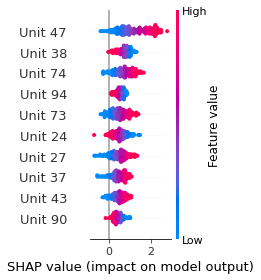 High
Unit 47
Unit 38
Unit 74
Unit 94
Unit 73
Unit 24
Unit 27
Unit 37
Unit 43
Unit 90
Feature value
Low
0 2
SHAP value (impact on model output)